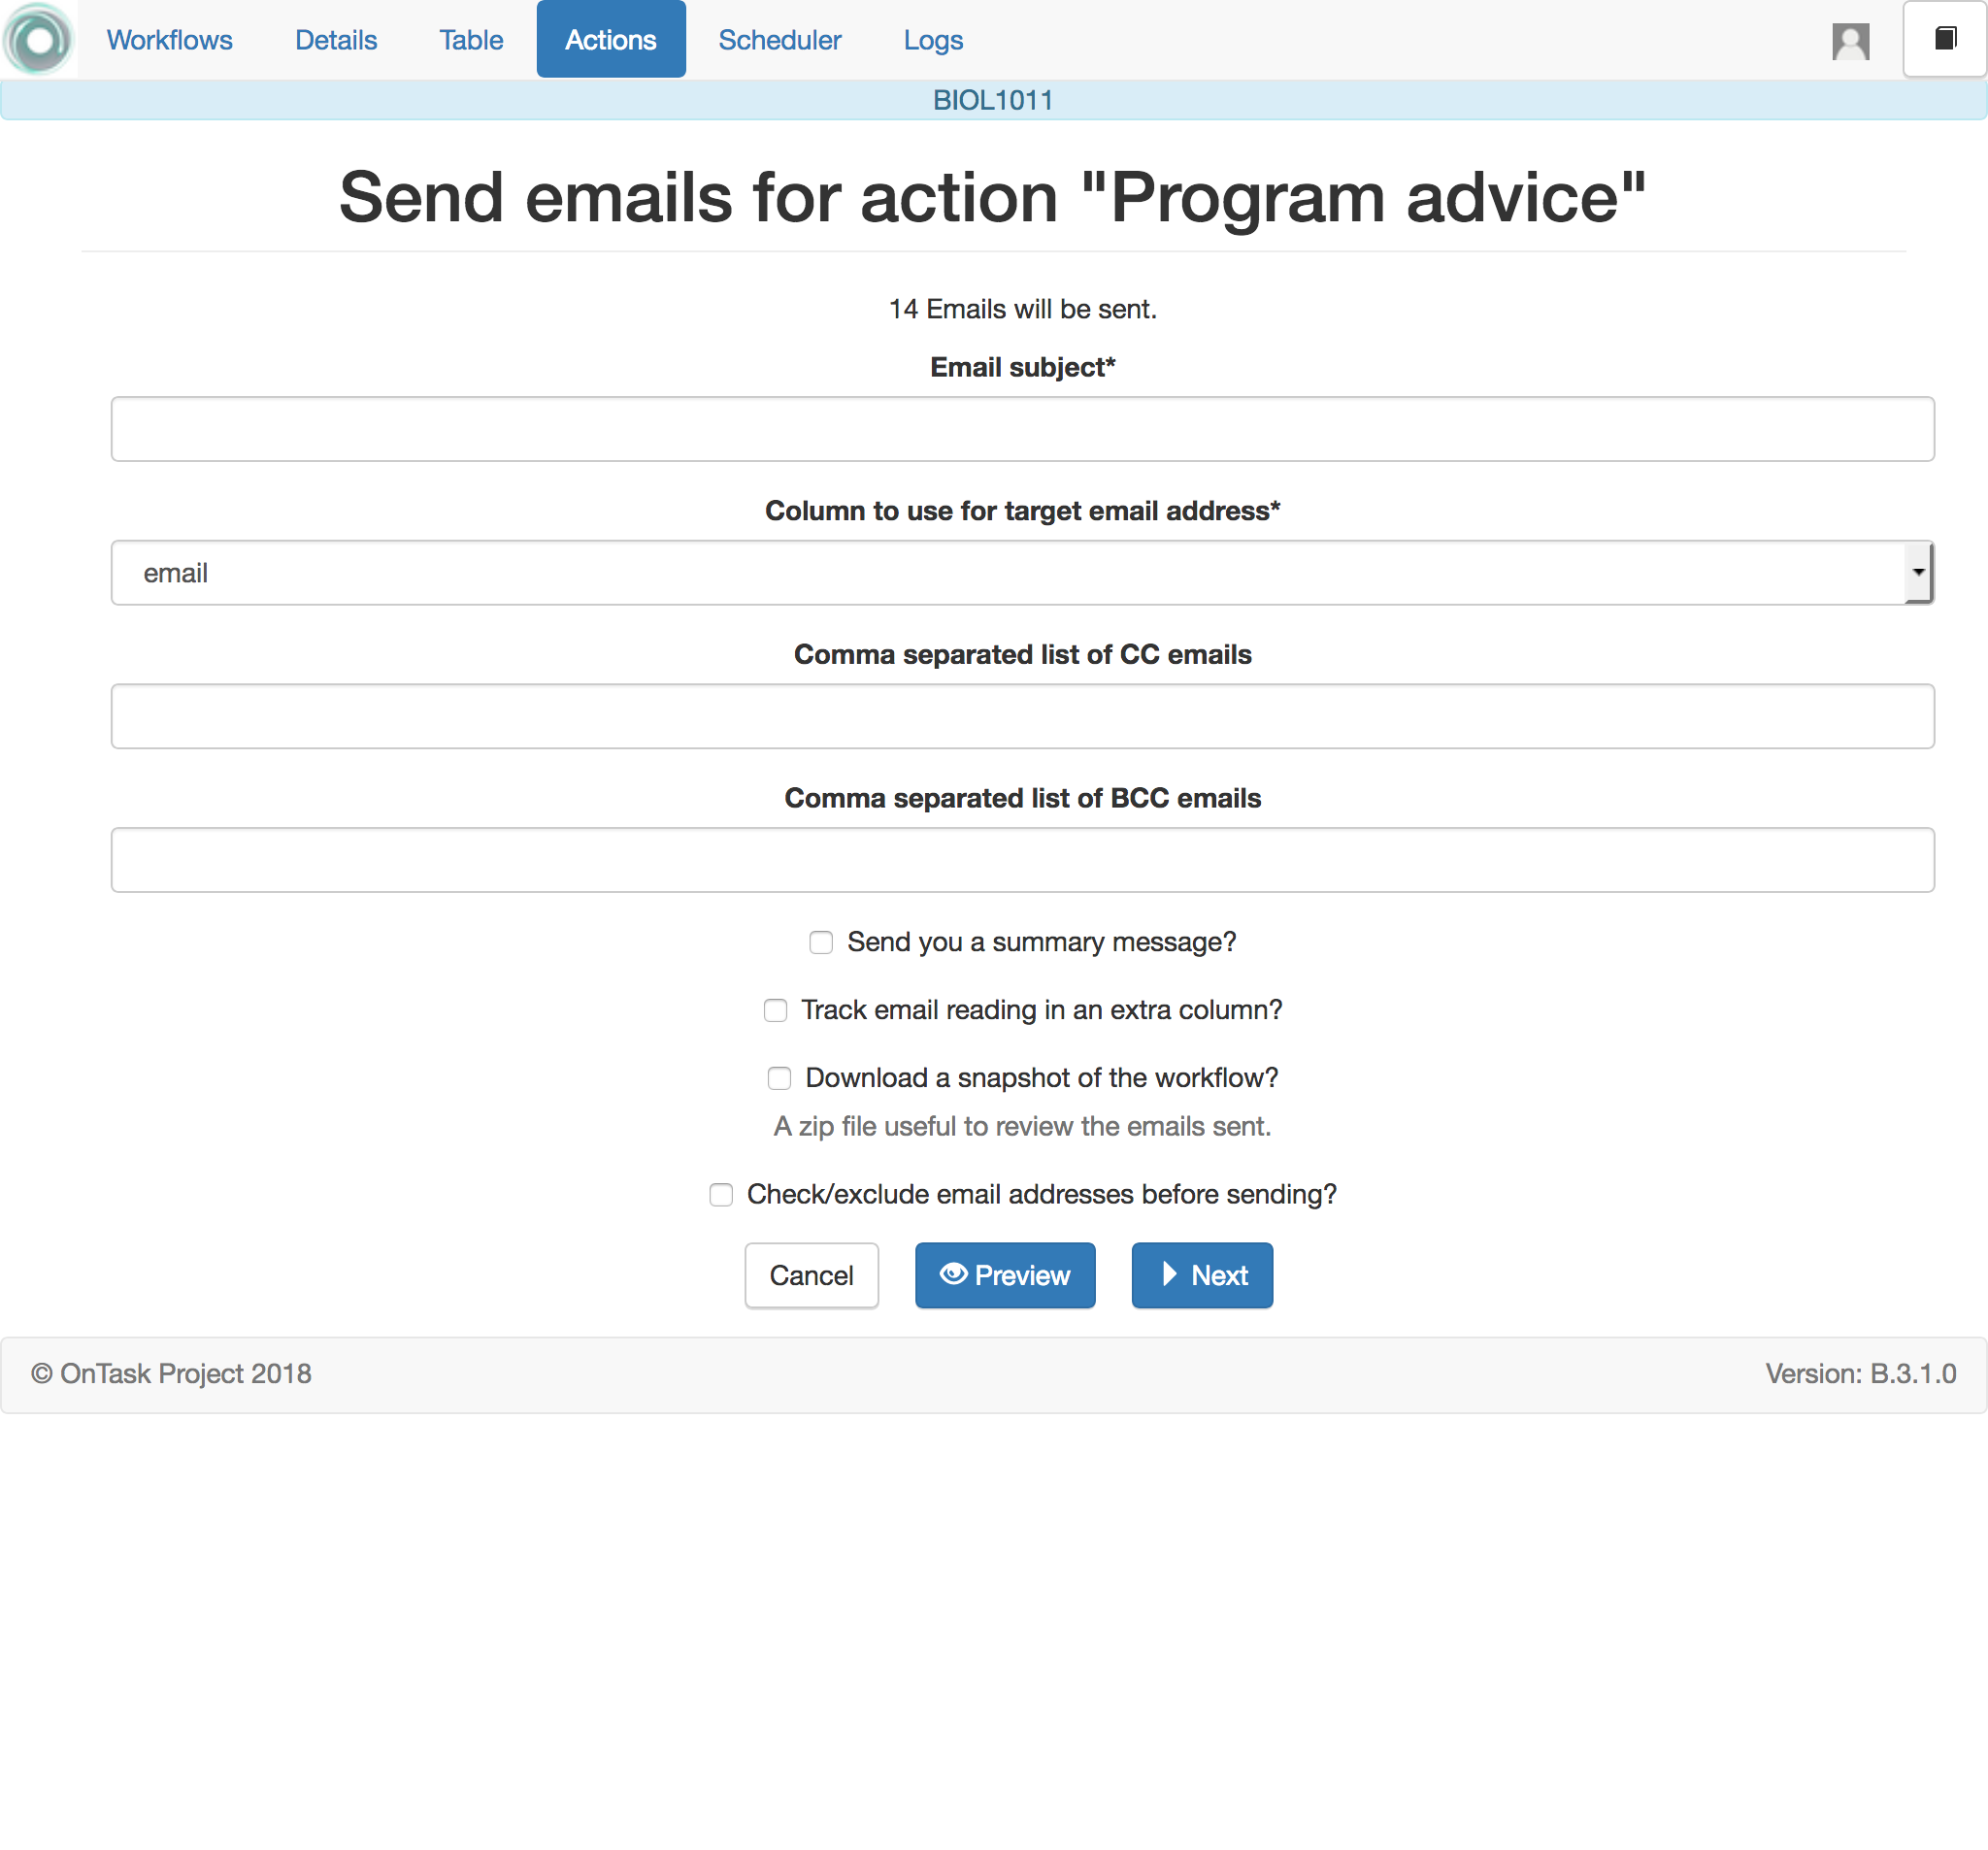 Workflows Details Table Actions Scheduler Logs
BIOL1011
Send emails for action "Program advice"
14 Emails will be sent.
Email subject*
Column to use for target email address*
email
Comma separated list of CC emails
Comma separated list of BCC emails
Send you a summary message?
Track email reading in an extra column?
Download a snapshot of the workflow?
A zip file useful to review the emails sent.
Check/exclude email addresses before sending?
Cancel Preview Next
© OnTask Project 2018 Version: B.3.1.0